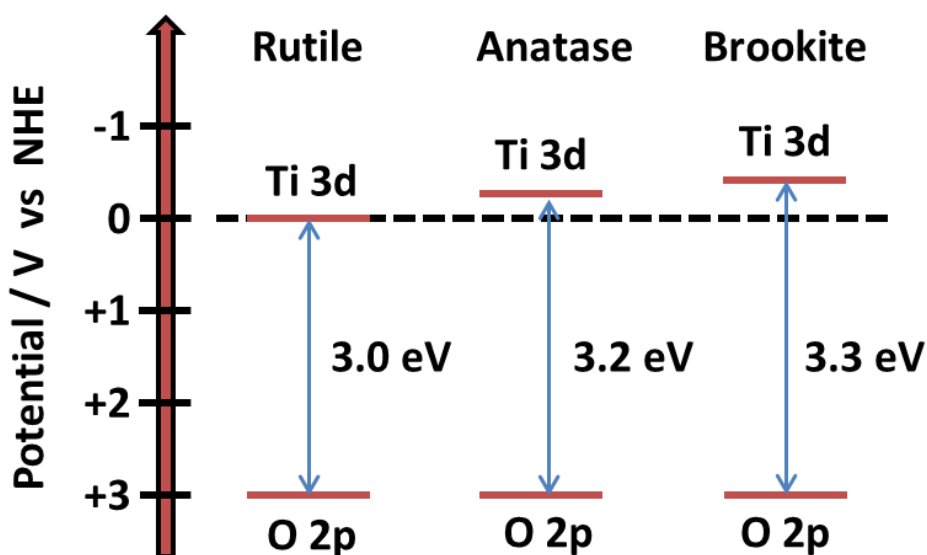 Rutile Anatase Brookite
Potential / V vs NHE
-1
Ti 3d Ti 3d Ti 3d
0
+1
3.0 eV 3.2 eV 3.3 eV
+2
+3
O 2p O 2p O 2p